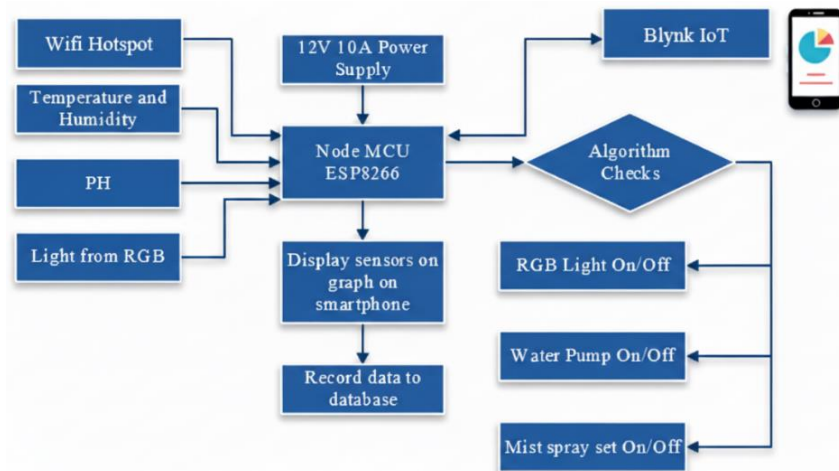 Wifi Hotspot
12V 10A Power
Supply
Blynk IoT
Temperature and
Humidity
Node MCU
ESP8266
Algorithm
Checks
PH
Light from RGB
Display sensors on
graph on
smartphone
RGB Light On/Off
Water Pump On/Off
Record data to
database
Mist spray set On/Off